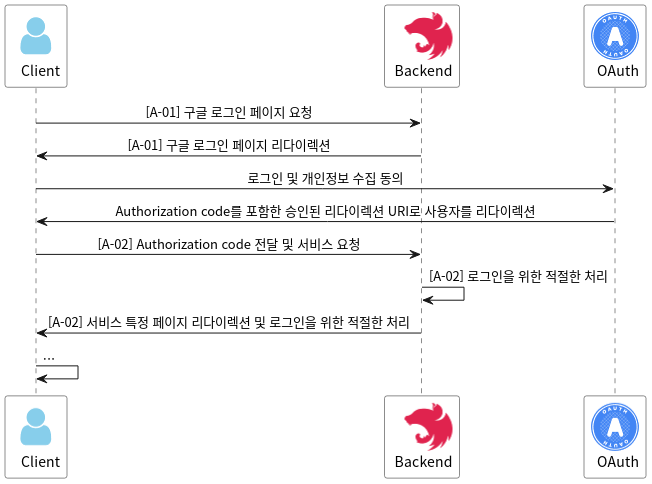 Client
Backend
OAUTH
A
OAUTH
OAuth
[A-01] 구글 로그인 페이지 요청
[A-01] 구글 로그인 페이지 리다이렉션
로그인 및 개인정보 수집 동의
Authorization code를 포함한 승인된 리다이렉션 URI로 사용자를 리다이렉션
[A-02] Authorization code 전달 및 서비스 요청
[A-02] 로그인을 위한 적절한 처리
[A-02] 서비스 특정 페이지 리다이렉션 및 로그인을 위한 적절한 처리
...
Client
Backend
OAUTH
A
OAUTH
OAuth